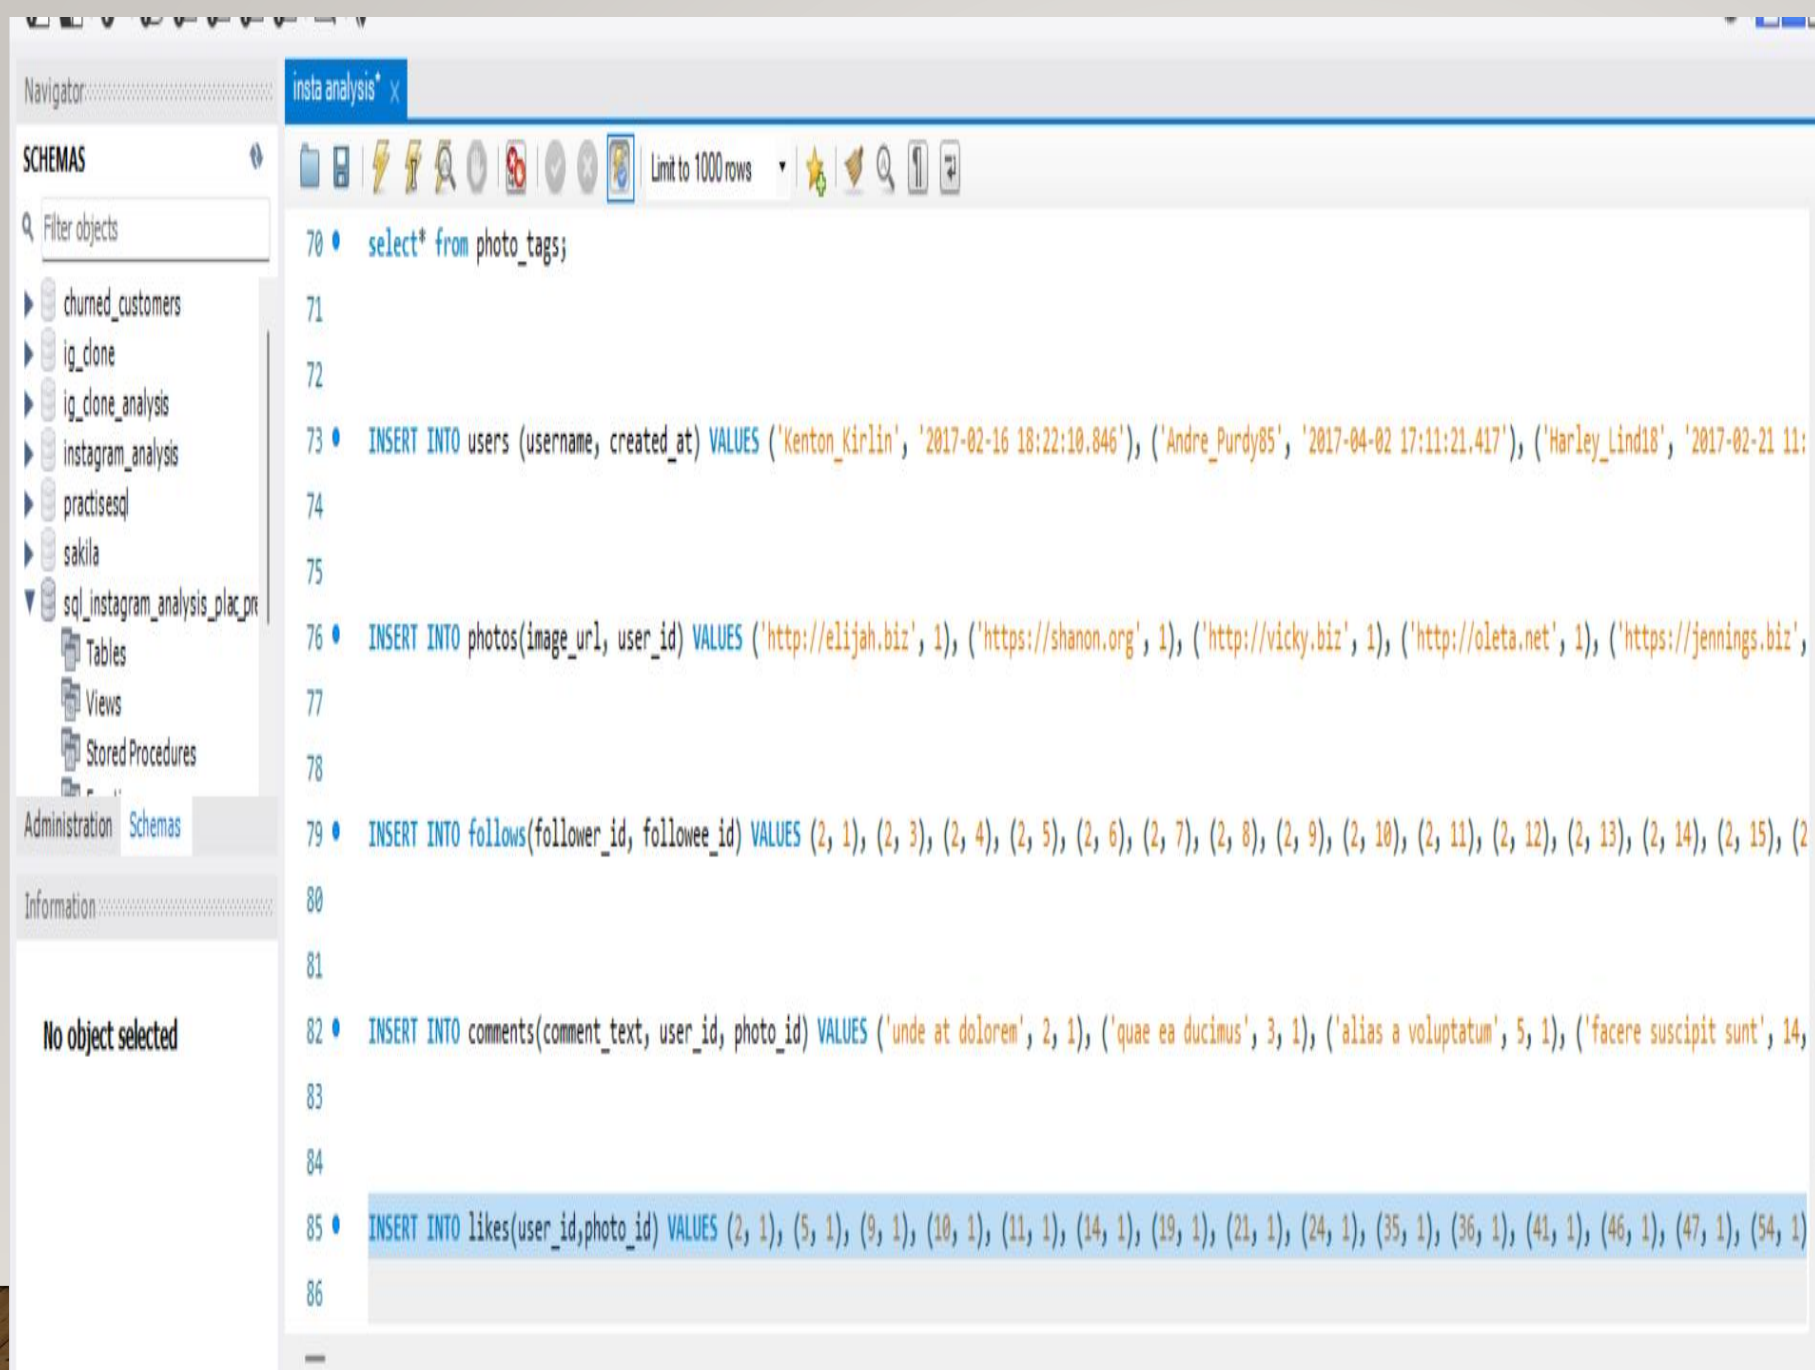 Navigator
insta analysis* ×
SCHEMAS
Limit to 1000 rows
Filter objects
churned_customers
ig_clone
ig_clone_analysis
instagram_analysis
practisesql
sakila
sql_instagram_analysis_plac_pre
Tables
Views
Stored Procedures
Administration Schemas
Information
No object selected
70 select* from photo_tags;
71
72
73 INSERT INTO users (username, created_at) VALUES ('Kenton_Kirlin', '2017-02-16 18:22:10.846'), ('Andre_Purdy85', '2017-04-02 17:11:21.417'), ('Harley_Lind18', '2017-02-21 11:
74
75
76 INSERT INTO photos(image_url, user_id) VALUES ('http://elijah.biz', 1), ('https://shanon.org', 1), ('http://vicky.biz', 1), ('http://oleta.net', 1), ('https://jennings.biz',
77
78
79 INSERT INTO follows(follower_id, followee_id) VALUES (2, 1), (2, 3), (2, 4), (2, 5), (2, 6), (2, 7), (2, 8), (2, 9), (2, 10), (2, 11), (2, 12), (2, 13), (2, 14), (2, 15), (2
80
81
82 INSERT INTO comments(comment_text, user_id, photo_id) VALUES ('unde at dolorem', 2, 1), ('quae ea ducimus', 3, 1), ('alias a voluptatum', 5, 1), ('facere suscipit sunt', 14,
83
84
85 INSERT INTO likes(user_id,photo_id) VALUES (2, 1), (5, 1), (9, 1), (10, 1), (11, 1), (14, 1), (19, 1), (21, 1), (24, 1), (35, 1), (36, 1), (41, 1), (46, 1), (47, 1), (54, 1)
86